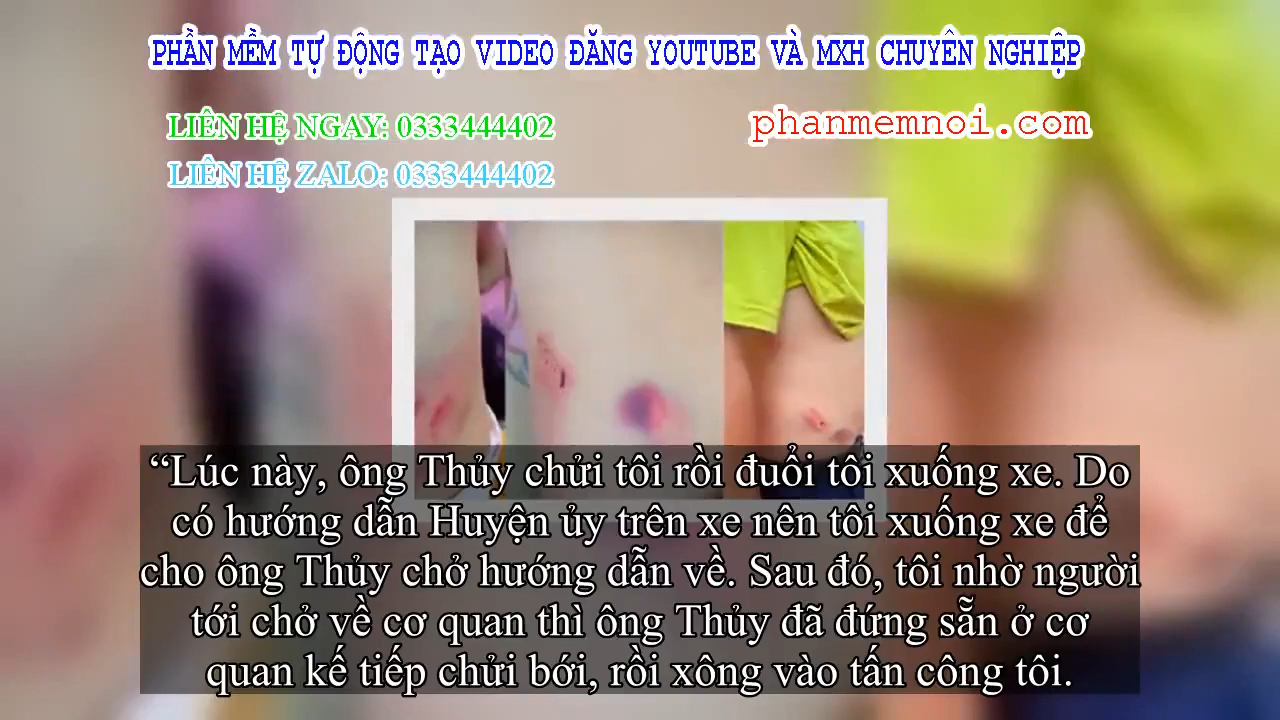 PHẦN MỀM TỰ ĐỘNG TẠO VIDEO ĐĂNG YOUTUBE VÀ MXH CHUYÊN NGHIỆP
LIÊN HỆ NGAY: 0333444402
phanmemnoi.com
LIÊN HỆ ZALO: 0333444402
“Lúc này, ông Thủy chửi tôi rồi đuổi tôi xuống xe. Do
có hướng dẫn Huyện ủy trên xe nên tôi xuống xe để
cho ông Thủy chở hướng dẫn về. Sau đó, tôi nhờ người
tới chở về cơ quan thì ông Thủy đã đứng sẵn ở cơ
quan kế tiếp chửi bới, rồi xông vào tấn công tôi.